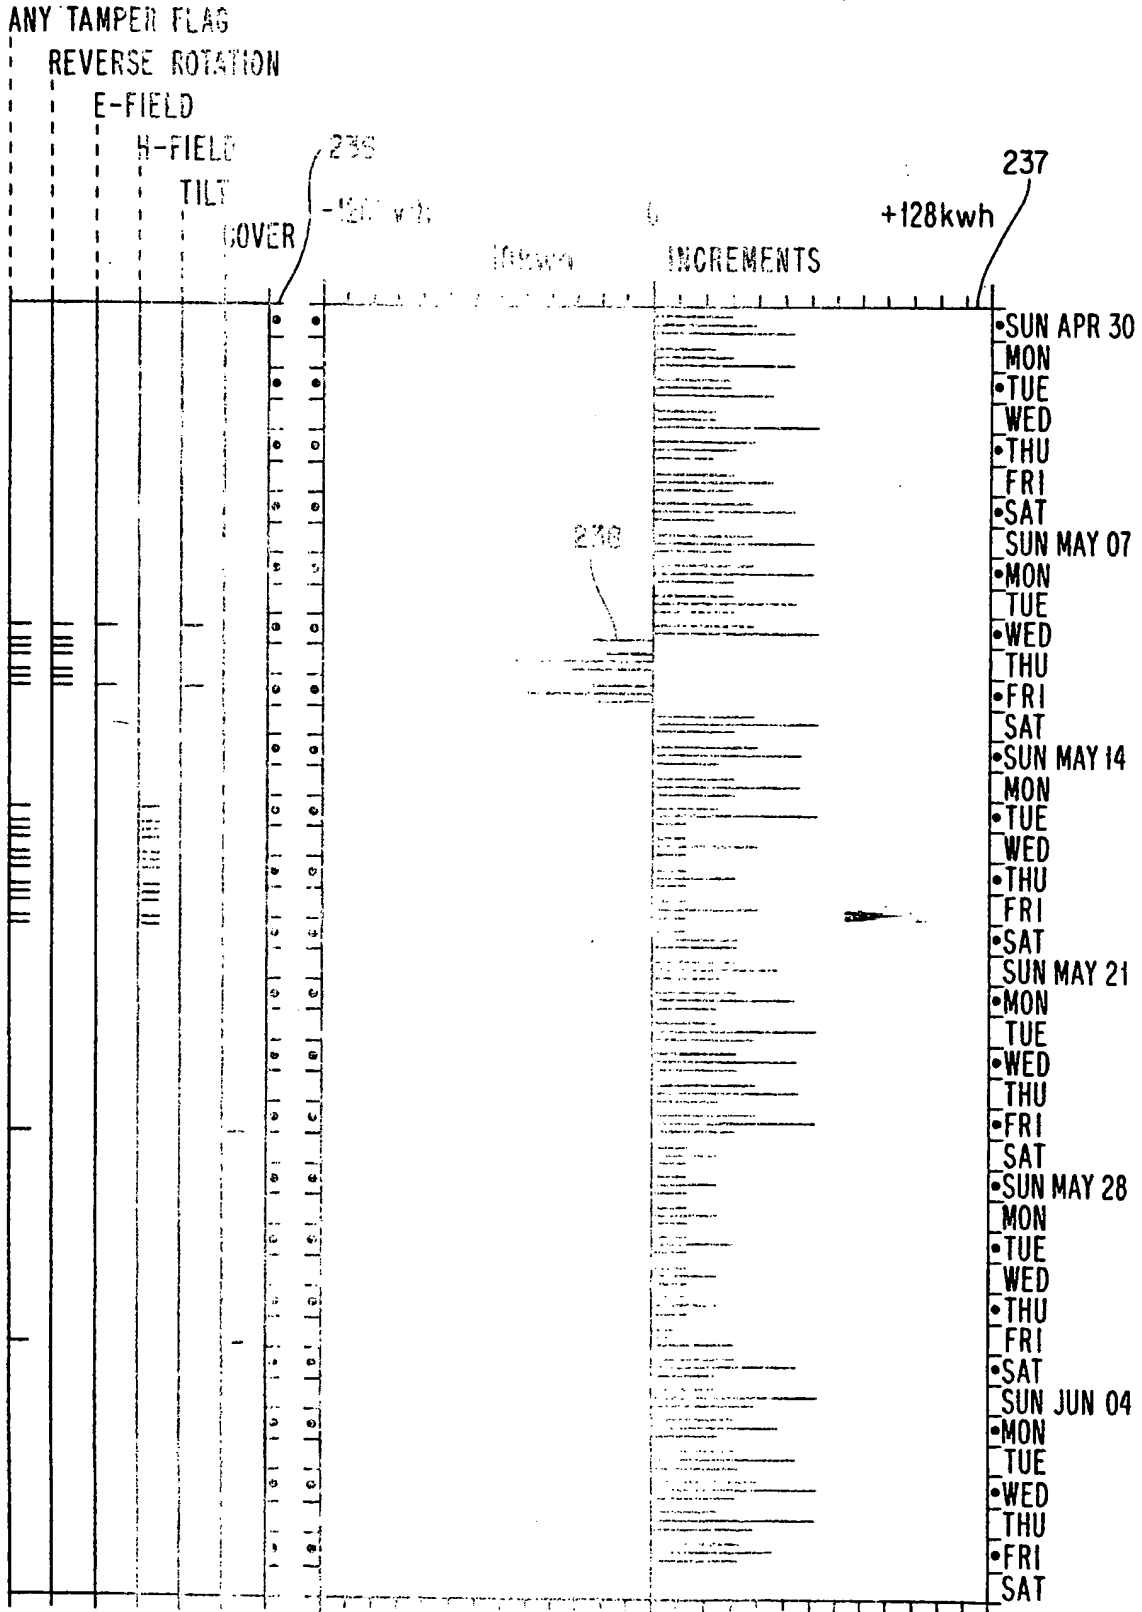 ANY TAMPER FLAG
REVERSE ROTATION
E-FIELD
H-FIELD
TILT
COVER
237
0
+128kwh
INCREMENTS
•SUN APR 30
MON
•TUE
WED
•THU
FRI
•SAT
SUN MAY 07
•MON
TUE
•WED
THU
•FRI
SAT
•SUN MAY 14
MON
•TUE
WED
•THU
FRI
•SAT
SUN MAY 21
•MON
TUE
•WED
THU
•FRI
SAT
•SUN MAY 28
MON
•TUE
WED
•THU
FRI
•SAT
SUN JUN 04
•MON
TUE
•WED
THU
•FRI
SAT